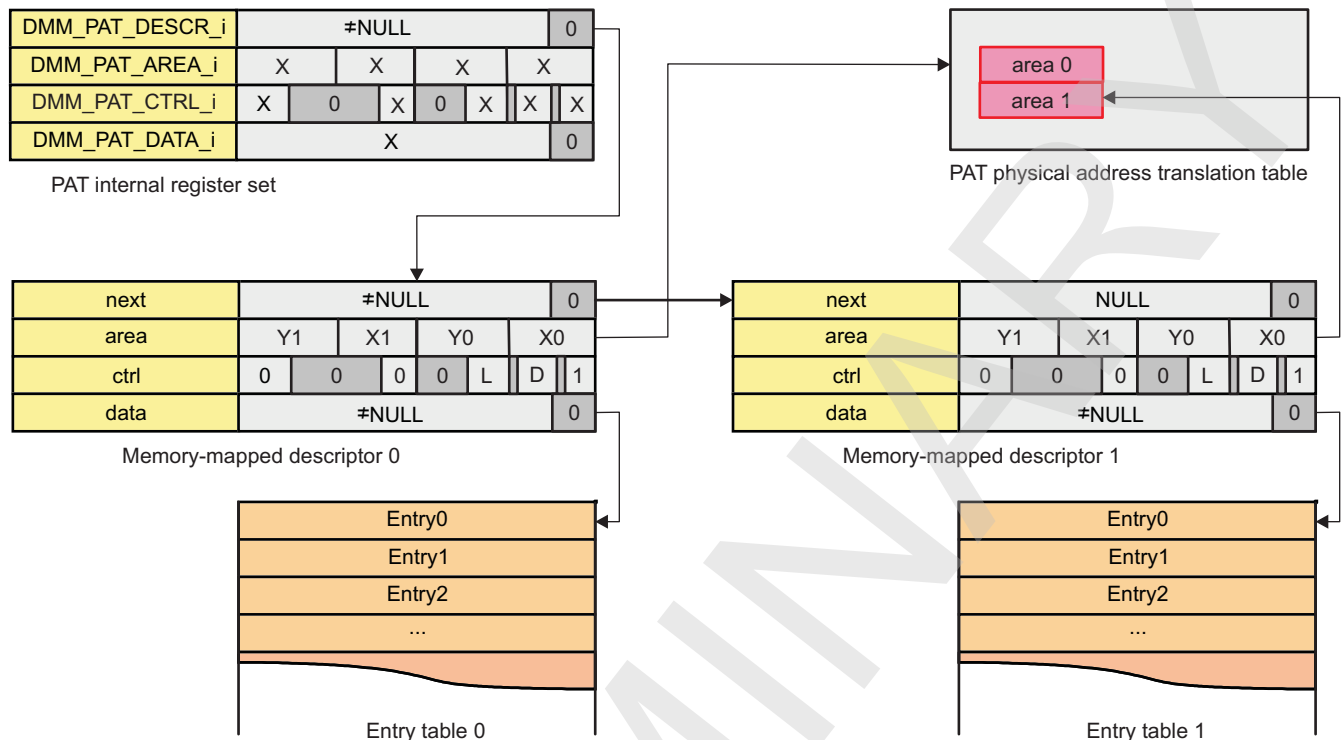 DMM_PAT_DESCR_i ≠NULL 0
DMM_PAT_AREA_i X X X X
DMM_PAT_CTRL_i X 0 X 0 X X X
DMM_PAT_DATA_i X 0
PAT internal register set
area 0
area 1
PAT physical address translation table
next ≠NULL 0
area Y1 X1 Y0 X0
ctrl 0 0 0 0 L D 1
data ≠NULL 0
Memory-mapped descriptor 0
next NULL 0
area Y1 X1 Y0 X0
ctrl 0 0 0 0 L D 1
data ≠NULL 0
Memory-mapped descriptor 1
Entry0
Entry1
Entry2
...
Entry table 0
Entry0
Entry1
Entry2
...
Entry table 1
MINARY